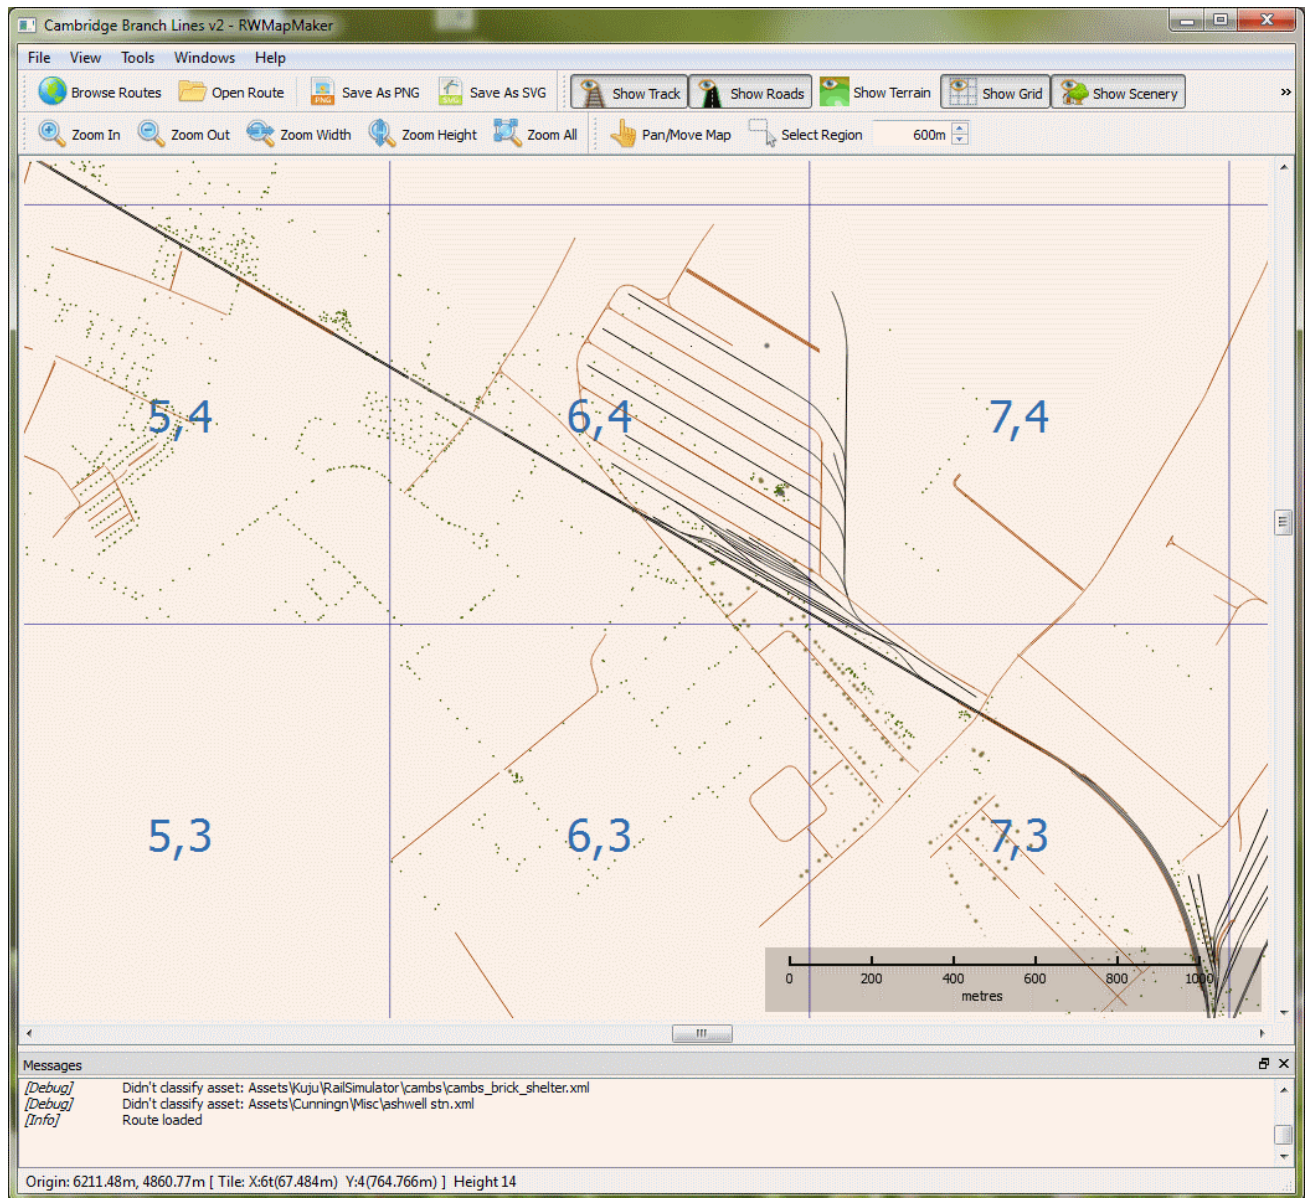 Cambridge Branch Lines v2 - RWMapMaker
File View Tools Windows Help
Browse Routes Open Route Save As PNG Save As SVG Show Track Show Roads Show Terrain Show Grid Show Scenery »
Zoom In Zoom Out Zoom Width Zoom Height Zoom All Pan/Move Map Select Region 600m
5,4 6,4 7,4
5,3 6,3 7,3
0 200 400 600 800 1000
metres
Messages
[Debug] Didn't classify asset: Assets\Kuju\RailSimulator\cambs\cambs_brick_shelter.xml
[Debug] Didn't classify asset: Assets\Cunningn\Misc\ashwell stn.xml
[Info] Route loaded
Origin: 6211.48m, 4860.77m [ Tile: X:6t(67.484m) Y:4(764.766m) ] Height 14